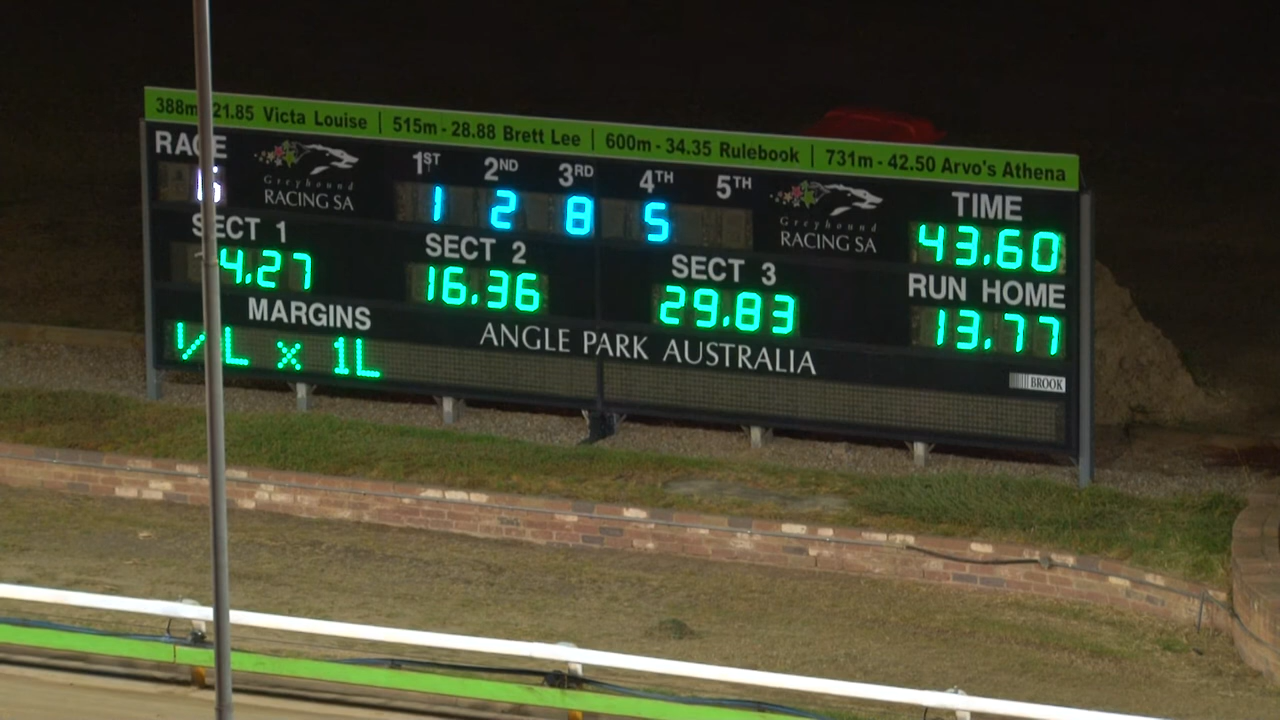 388m - 21.85 Victa Louise | 515m - 28.88 Brett Lee | 600m - 34.35 Rulebook | 731m - 42.50 Arvo's Athena
RACE
Greyhound
RACING SA
1ST 2ND 3RD 4TH 5TH
1 2 8 5
Greyhound
RACING SA
TIME
43.60
SECT 1
4.27
SECT 2
16.36
SECT 3
29.83
RUN HOME
13.77
MARGINS
L x 1L
ANGLE PARK AUSTRALIA
BROOK